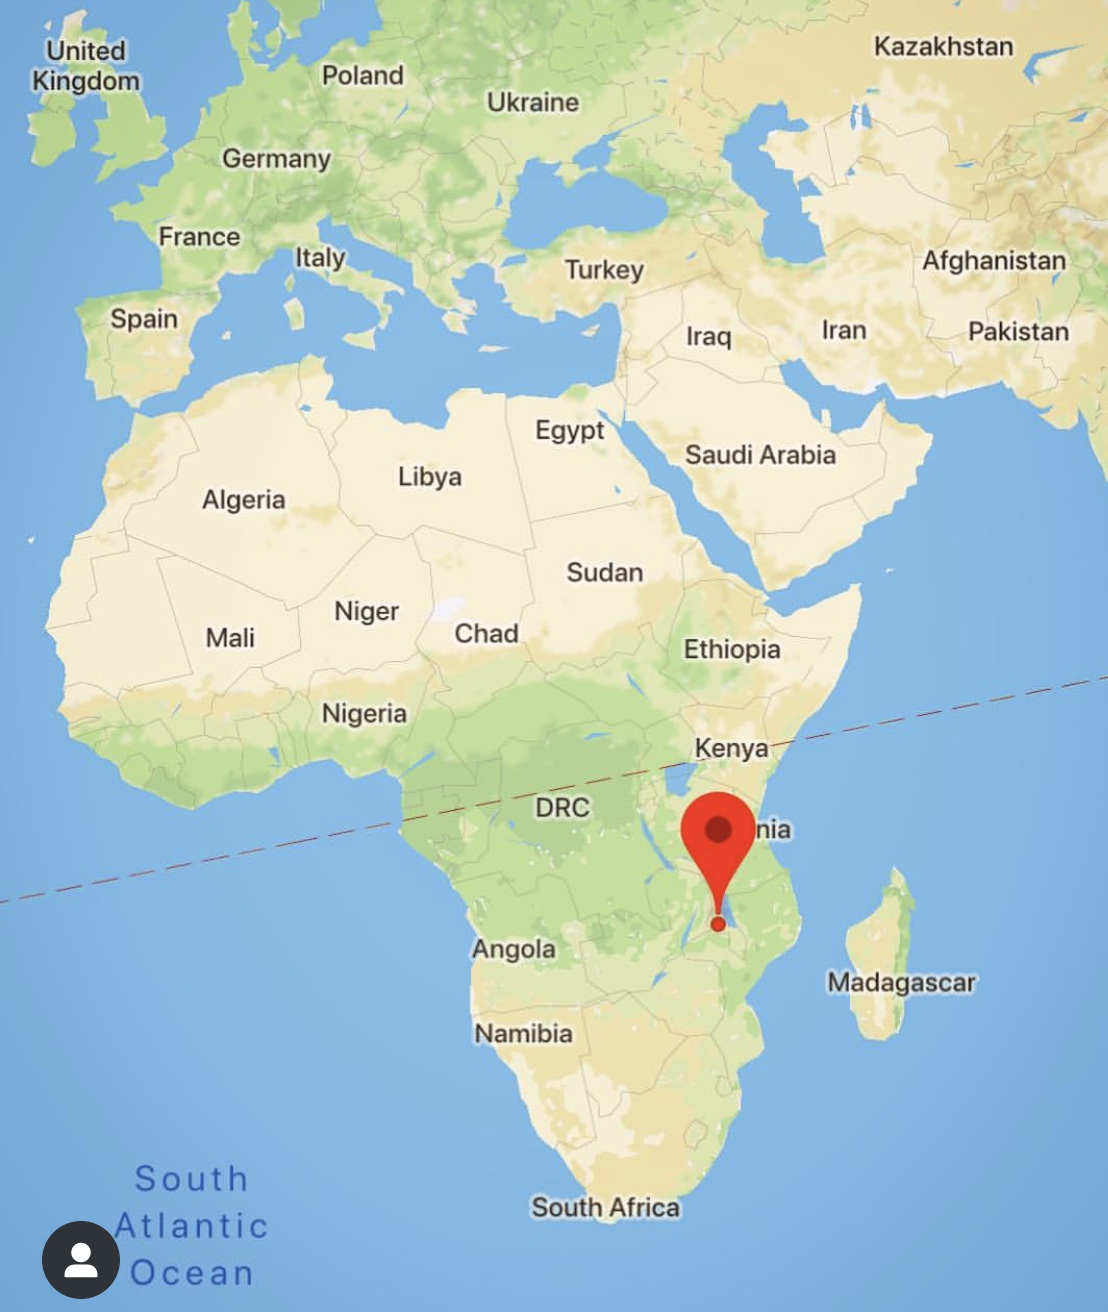 United
Kingdom
Poland
Kazakhstan
Ukraine
Germany
France
Italy
Turkey
Afghanistan
Spain
Iraq
Iran
Pakistan
Egypt
Saudi Arabia
Libya
Algeria
Sudan
Niger
Mali
Chad
Ethiopia
Nigeria
Kenya
DRC
nia
Angola
Madagascar
Namibia
South Africa
South
Atlantic
Ocean